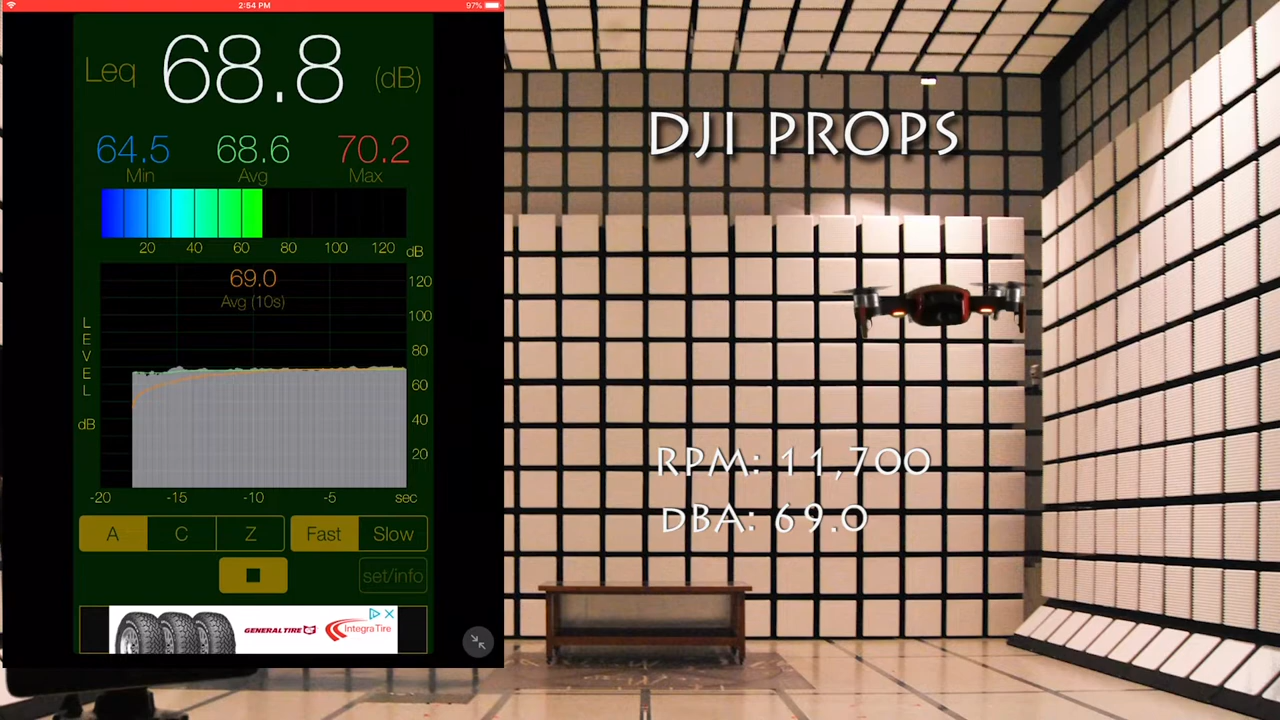 2:54 PM
97%
Leq 68.8 (dB)
64.5 68.6 70.2
Min Avg Max
20 40 60 80 100 120 dB
69.0
Avg (10s)
120
100
80
60
40
20
LEVEL
dB
-20 -15 -10 -5 sec
A C Z Fast Slow
set/info
GENERAL TIRE IntegraTire
DJI PROPS
RPM: 11,700
DBA: 69.0